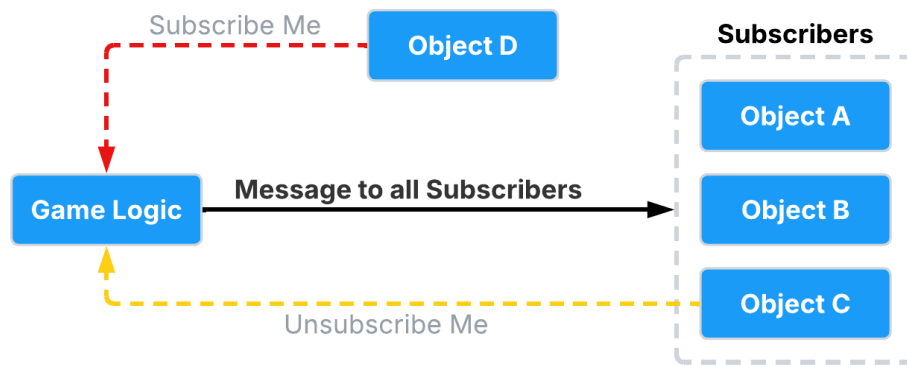 Subscribe Me
Object D
Subscribers
Object A
Game Logic
Message to all Subscribers
Object B
Object C
Unsubscribe Me